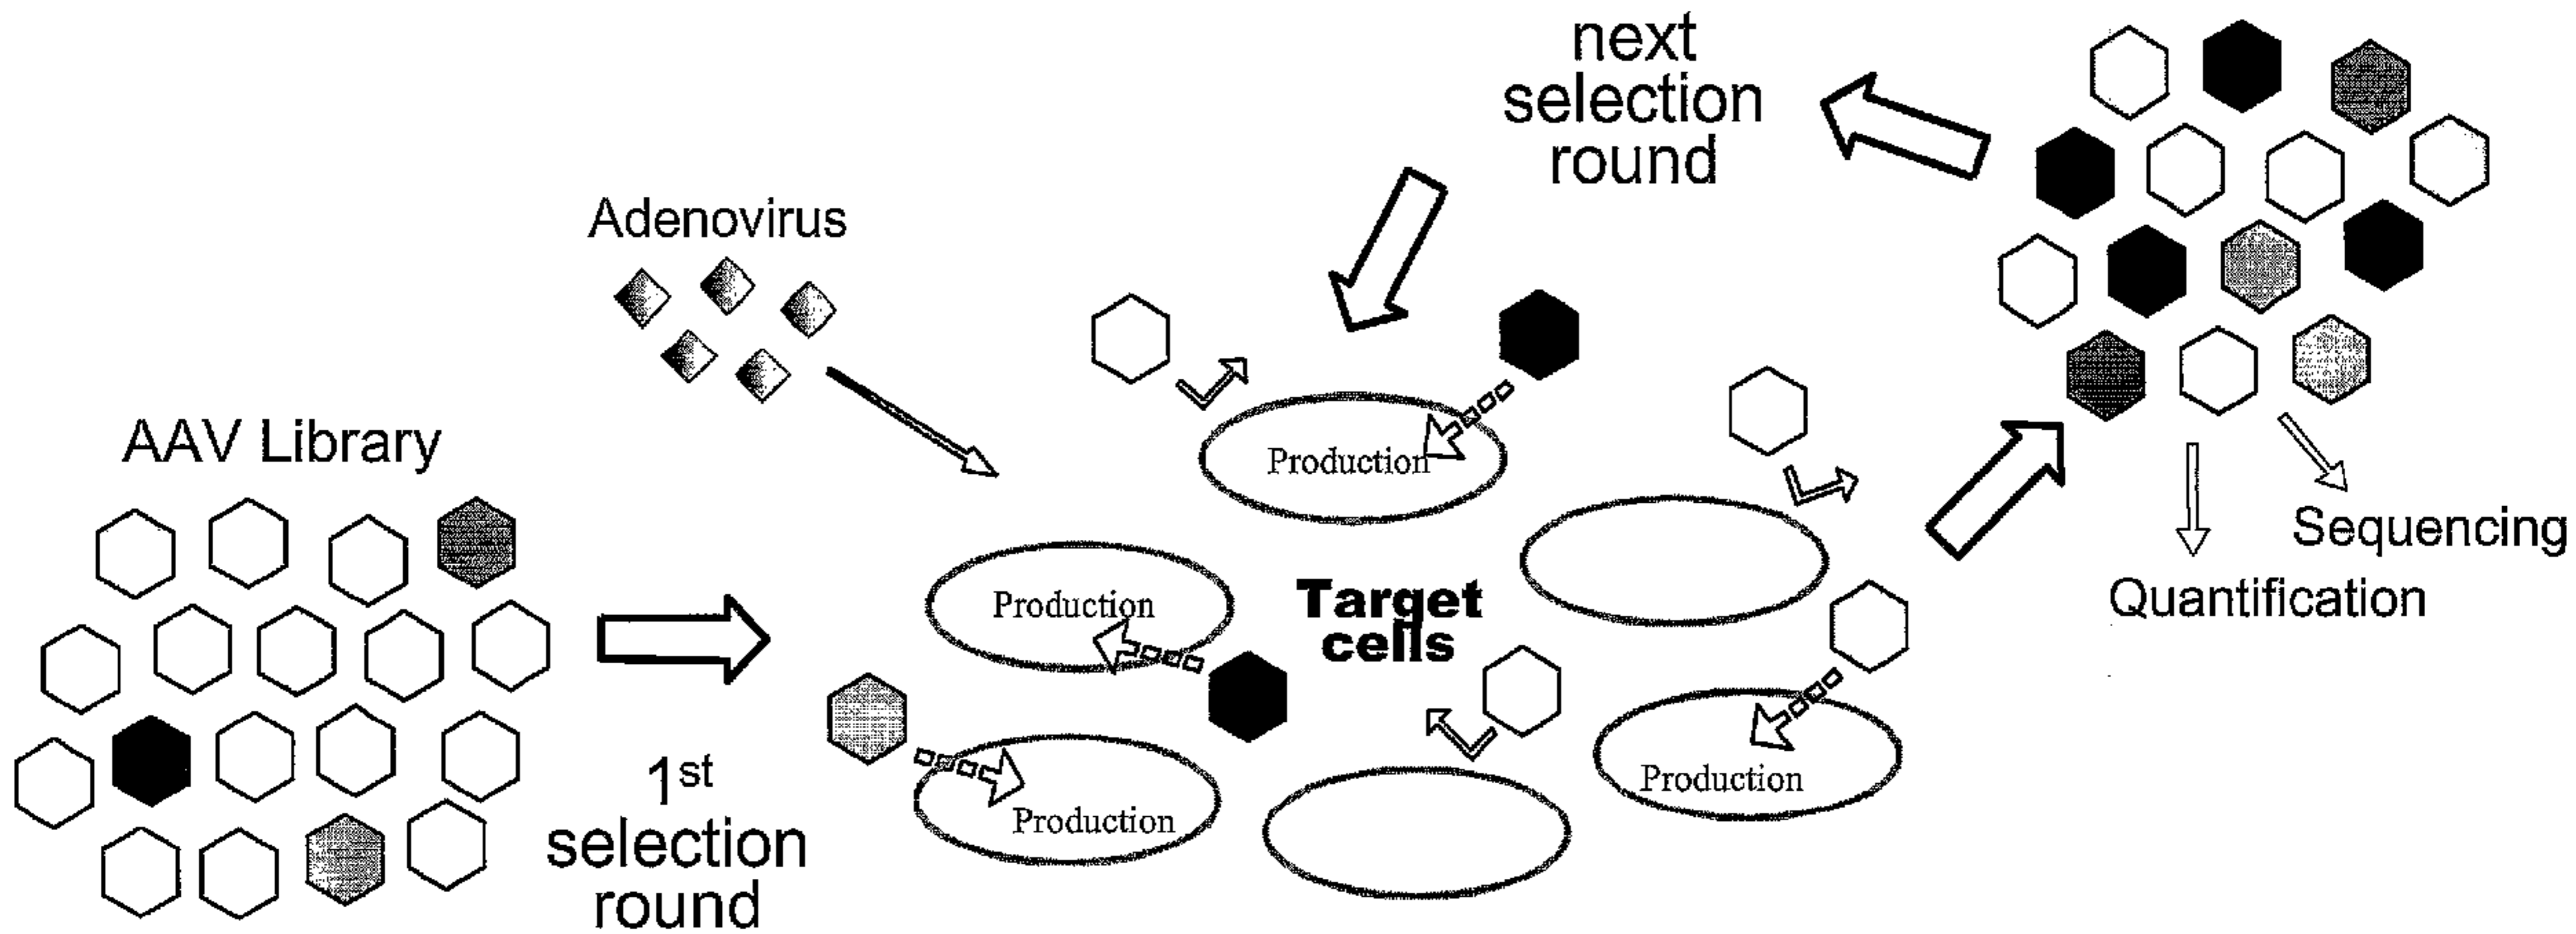 AAV Library
1st
selection
round
Adenovirus
next
selection
round
Production
Production
Production
Production
Target
cells
Sequencing
Quantification